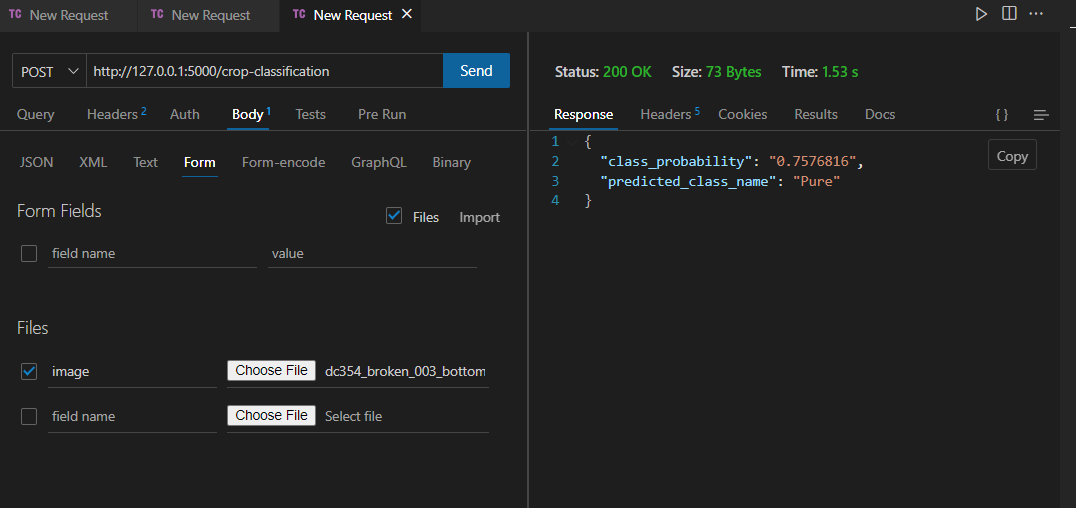 TC New Request TC New Request TC New Request
POST http://127.0.0.1:5000/crop-classification Send
Query Headers 2 Auth Body 1 Tests Pre Run
JSON XML Text Form Form-encode GraphQL Binary
Form Fields
Files Import
field name value
Files
image Choose File dc354_broken_003_bottom
field name Choose File Select file
Status: 200 OK Size: 73 Bytes Time: 1.53 s
Response Headers 5 Cookies Results Docs { }
Copy
1 {
2 "class_probability": "0.7576816",
3 "predicted_class_name": "Pure"
4 }